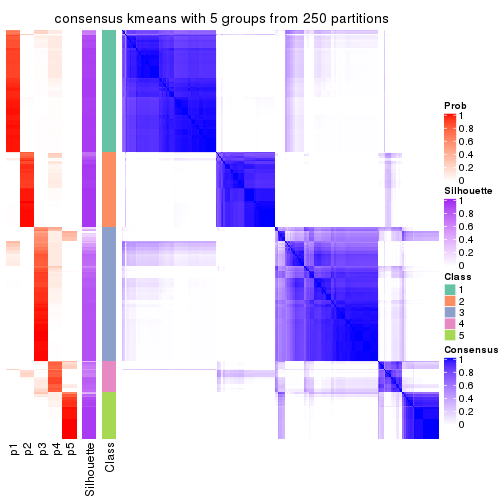 consensus kmeans with 5 groups from 250 partitions
Prob
1
0.8
0.6
0.4
0.2
0
Silhouette
1
0.8
0.6
0.4
0.2
0
Class
1
2
3
4
5
Consensus
1
0.8
0.6
0.4
0.2
0
p1
p2
p3
p4
p5
Silhouette
Class